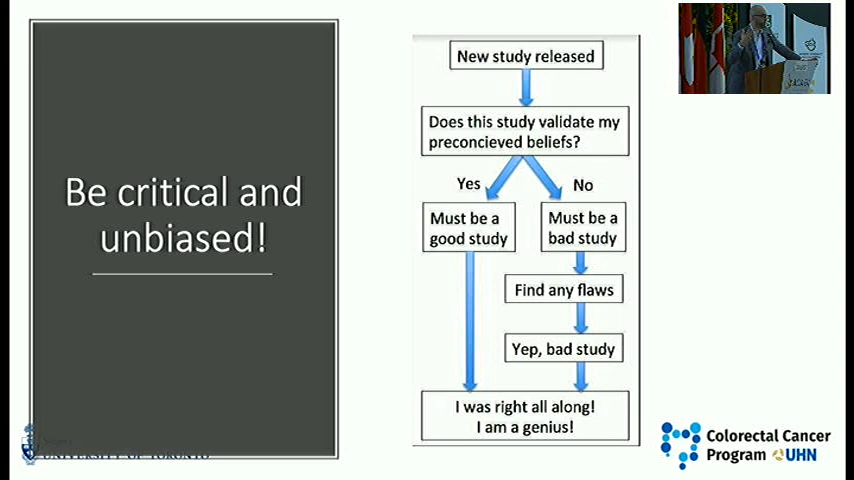 Be critical and
unbiased!
New study released
Does this study validate my
preconcieved beliefs?
Yes
No
Must be a
good study
Must be a
bad study
Find any flaws
Yep, bad study
I was right all along!
I am a genius!
UNIVERSITY OF TORONTO
Colorectal Cancer
Program UHN